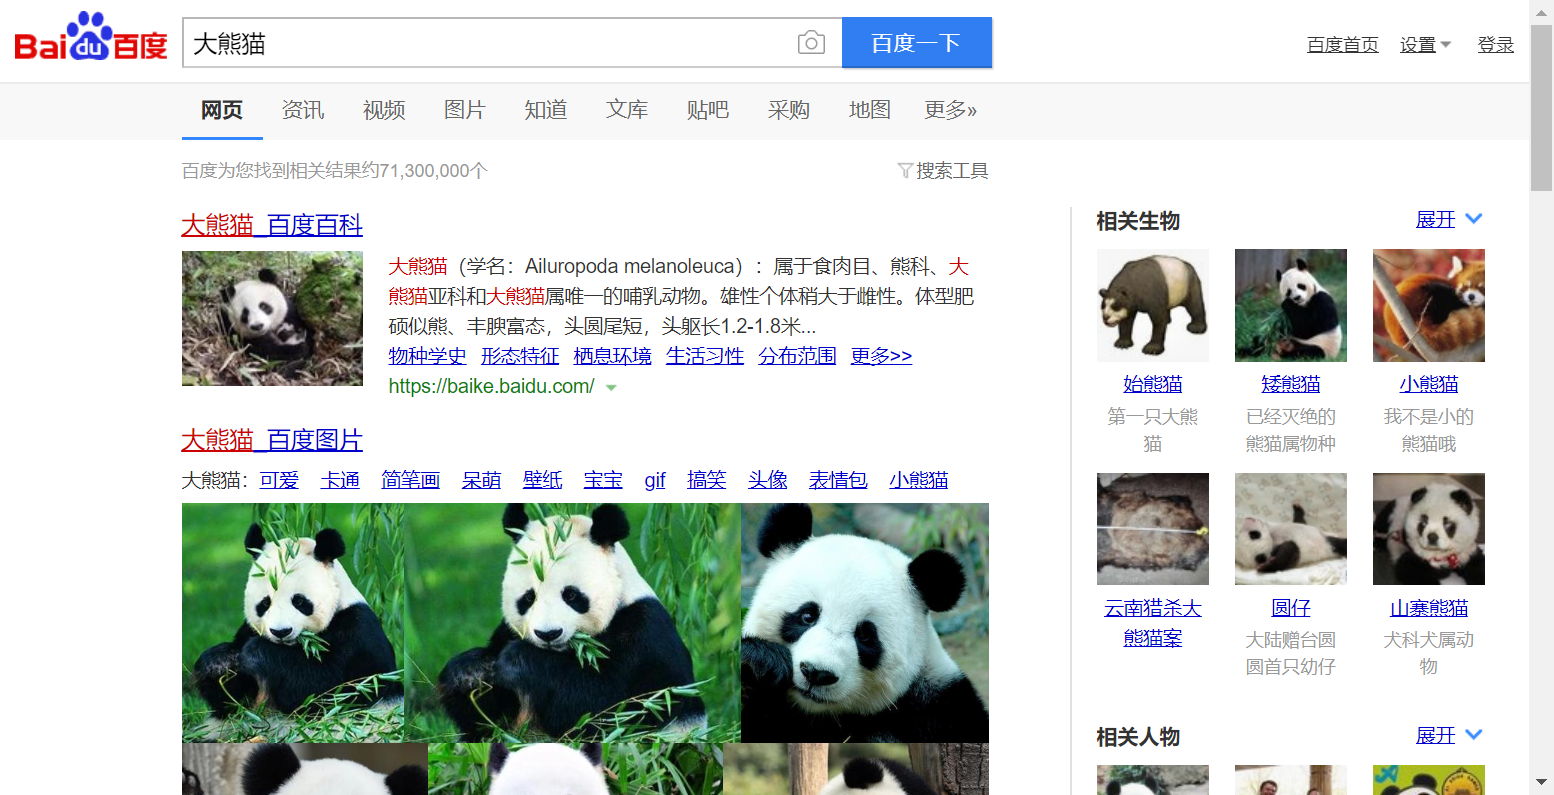 Bai du 百度
大熊猫
百度一下
百度首页 设置 登录
网页 资讯 视频 图片 知道 文库 贴吧 采购 地图 更多»
百度为您找到相关结果约71,300,000个
搜索工具
大熊猫_百度百科
大熊猫（学名：Ailuropoda melanoleuca）：属于食肉目、熊科、大
熊猫亚科和大熊猫属唯一的哺乳动物。雄性个体稍大于雌性。体型肥
硕似熊、丰腴富态，头圆尾短，头躯长1.2-1.8米...
物种学史 形态特征 栖息环境 生活习性 分布范围 更多>>
https://baike.baidu.com/
大熊猫_百度图片
大熊猫：可爱 卡通 简笔画 呆萌 壁纸 宝宝 gif 搞笑 头像 表情包 小熊猫
相关生物 展开
始熊猫 矮熊猫 小熊猫
第一只大熊 已经灭绝的 我不是小的
猫 熊猫属物种 熊猫哦
云南猎杀大 圆仔 山寨熊猫
熊猫案 大陆赠台圆 犬科犬属动
圆首只幼仔 物
相关人物 展开